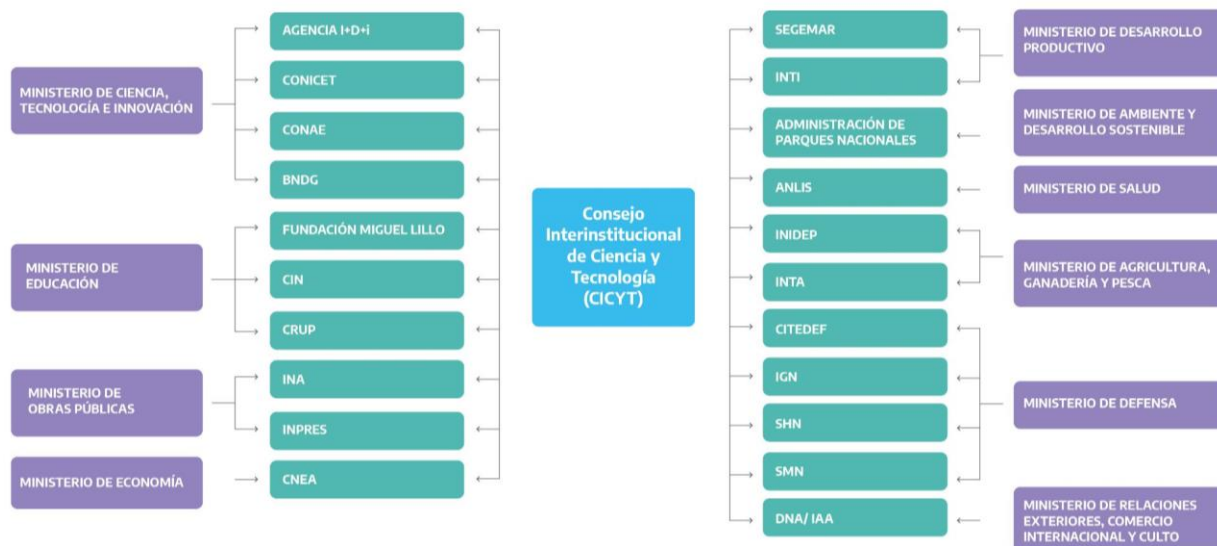 MINISTERIO DE CIENCIA,
TECNOLOGÍA E INNOVACIÓN
MINISTERIO DE
EDUCACIÓN
MINISTERIO DE
OBRAS PÚBLICAS
MINISTERIO DE ECONOMÍA
AGENCIA I+D+i
CONICET
CONAE
BNDG
FUNDACIÓN MIGUEL LILLO
CIN
CRUP
INA
INPRES
CNEA
Consejo
Interinstitucional
de Ciencia y
Tecnología
(CICYT)
SEGEMAR
INTI
ADMINISTRACIÓN DE
PARQUES NACIONALES
ANLIS
INIDEP
INTA
CITEDEF
IGN
SHN
SMN
DNA/ IAA
MINISTERIO DE DESARROLLO
PRODUCTIVO
MINISTERIO DE AMBIENTE Y
DESARROLLO SOSTENIBLE
MINISTERIO DE SALUD
MINISTERIO DE AGRICULTURA,
GANADERÍA Y PESCA
MINISTERIO DE DEFENSA
MINISTERIO DE RELACIONES
EXTERIORES, COMERCIO
INTERNACIONAL Y CULTO